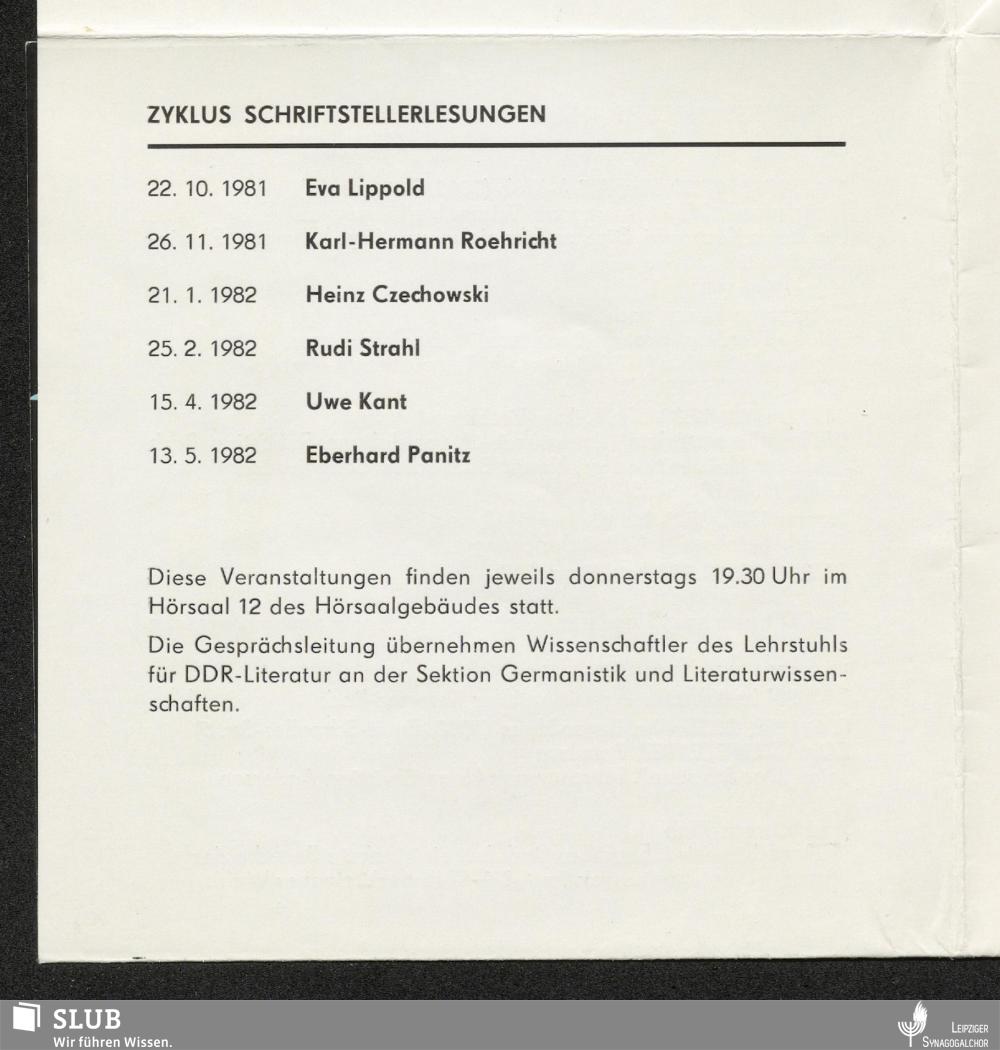 ZYKLUS SCHRIFTSTELLERLESUNGEN
22. 10. 1981 Eva Lippold
26. 11. 1981 Karl-Hermann Roehricht
21. 1. 1982 Heinz Czechowski
25. 2. 1982 Rudi Strahl
15. 4. 1982 Uwe Kant
13. 5. 1982 Eberhard Panitz
Diese Veranstaltungen finden jeweils donnerstags 19.30 Uhr im
Hörsaal 12 des Hörsaalgebäudes statt.
Die Gesprächsleitung übernehmen Wissenschaftler des Lehrstuhls
für DDR-Literatur an der Sektion Germanistik und Literaturwissen-
schaften.
SLUB
Wir führen Wissen.
LEIPZIGER
SYNAGOGALCHOR